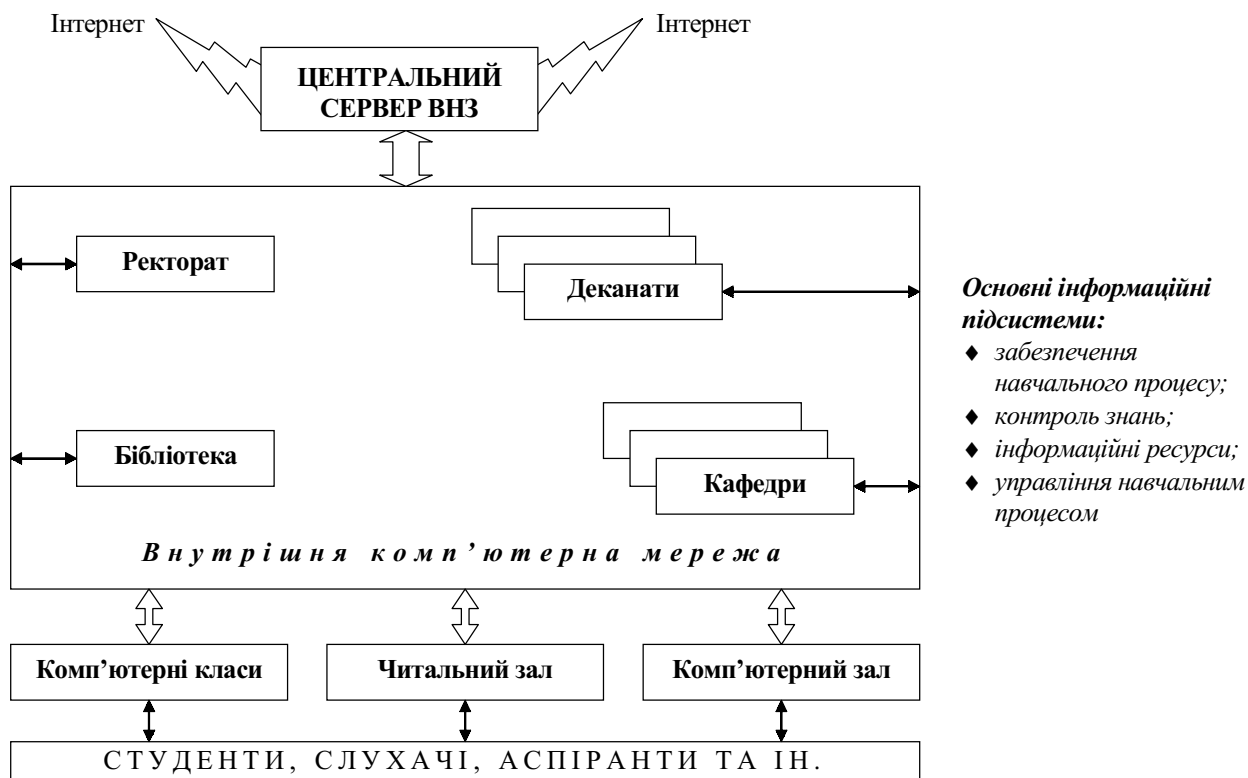 Інтернет
Інтернет
ЦЕНТРАЛЬНИЙ
СЕРВЕР ВНЗ
Ректорат
Деканати
Бібліотека
Кафедри
Внутрішня комп’ютерна мережа
Основні інформаційні
підсистеми:
♦ забезпечення
навчального процесу;
♦ контроль знань;
♦ інформаційні ресурси;
♦ управління навчальним
процесом
Комп’ютерні класи
Читальний зал
Комп’ютерний зал
СТУДЕНТИ, СЛУХАЧІ, АСПІРАНТИ ТА ІН.